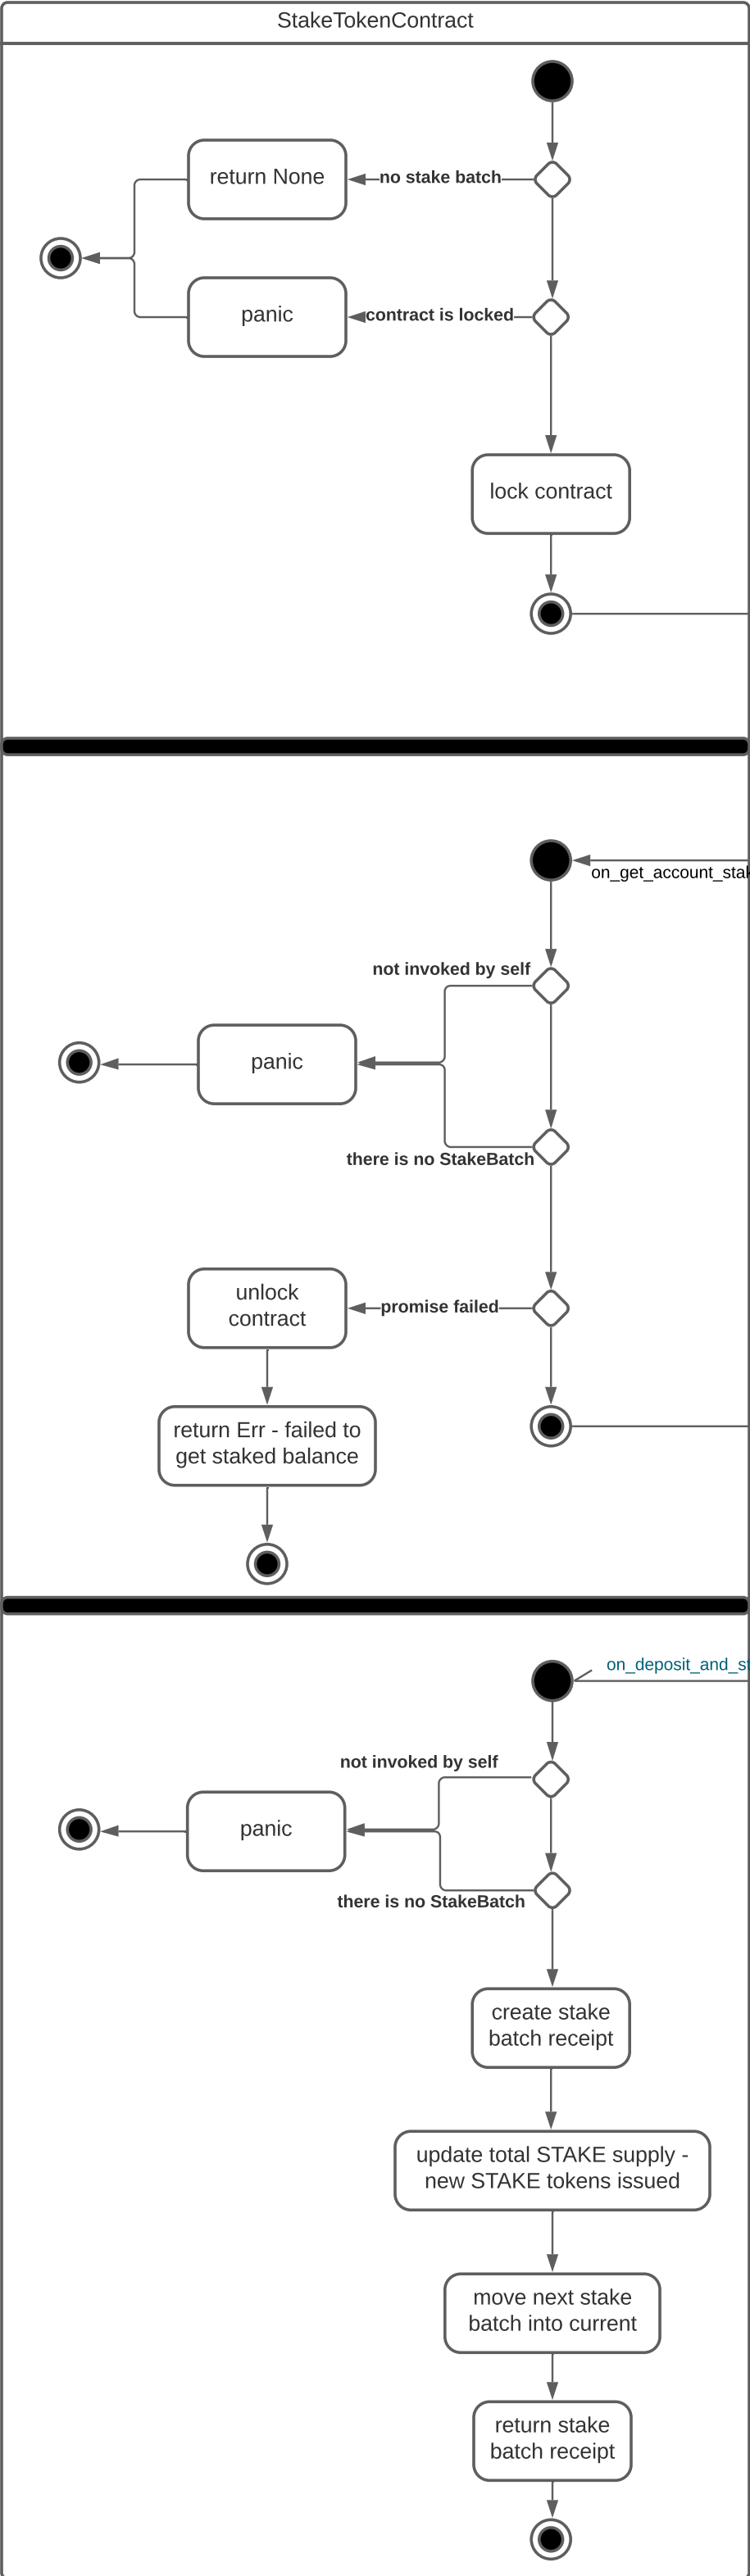 StakeTokenContract
return None
no stake batch
panic
contract is locked
lock contract
on_get_account_stak
not invoked by self
panic
there is no StakeBatch
unlock
contract
promise failed
return Err - failed to
get staked balance
on_deposit_and_st
not invoked by self
panic
there is no StakeBatch
create stake
batch receipt
update total STAKE supply -
new STAKE tokens issued
move next stake
batch into current
return stake
batch receipt